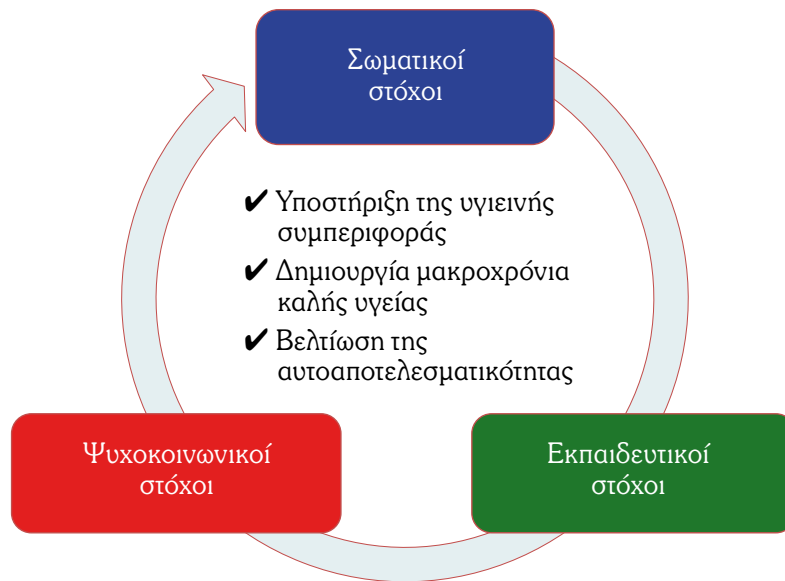 Σωματικοί
στόχοι
✔ Υποστήριξη της υγιεινής
συμπεριφοράς
✔ Δημιουργία μακροχρόνια
καλής υγείας
✔ Βελτίωση της
αυτοαποτελεσματικότητας
Ψυχοκοινωνικοί
στόχοι
Εκπαιδευτικοί
στόχοι